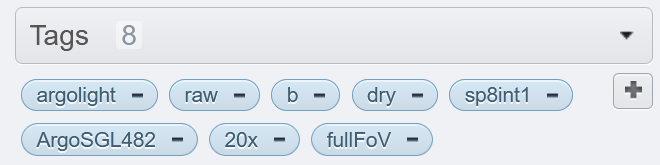 Tags 8
argolight raw b dry sp8int1
ArgoSGL482 20x fullFoV